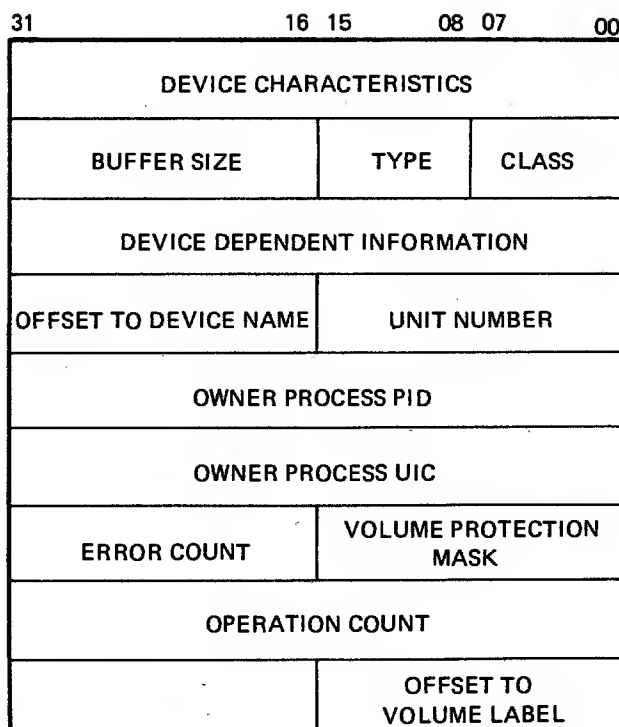 31 16 15 08 07 00
DEVICE CHARACTERISTICS
BUFFER SIZE TYPE CLASS
DEVICE DEPENDENT INFORMATION
OFFSET TO DEVICE NAME UNIT NUMBER
OWNER PROCESS PID
OWNER PROCESS UIC
ERROR COUNT
VOLUME PROTECTION
MASK
OPERATION COUNT
OFFSET TO
VOLUME LABEL